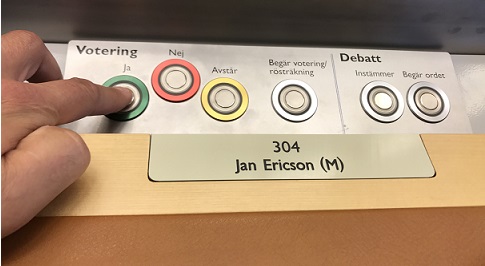 Votering
Ja
Nej
Avstår
Begär votering/
rösträkning
Debatt
Instämmer
Begär ordet
304
Jan Ericson (M)